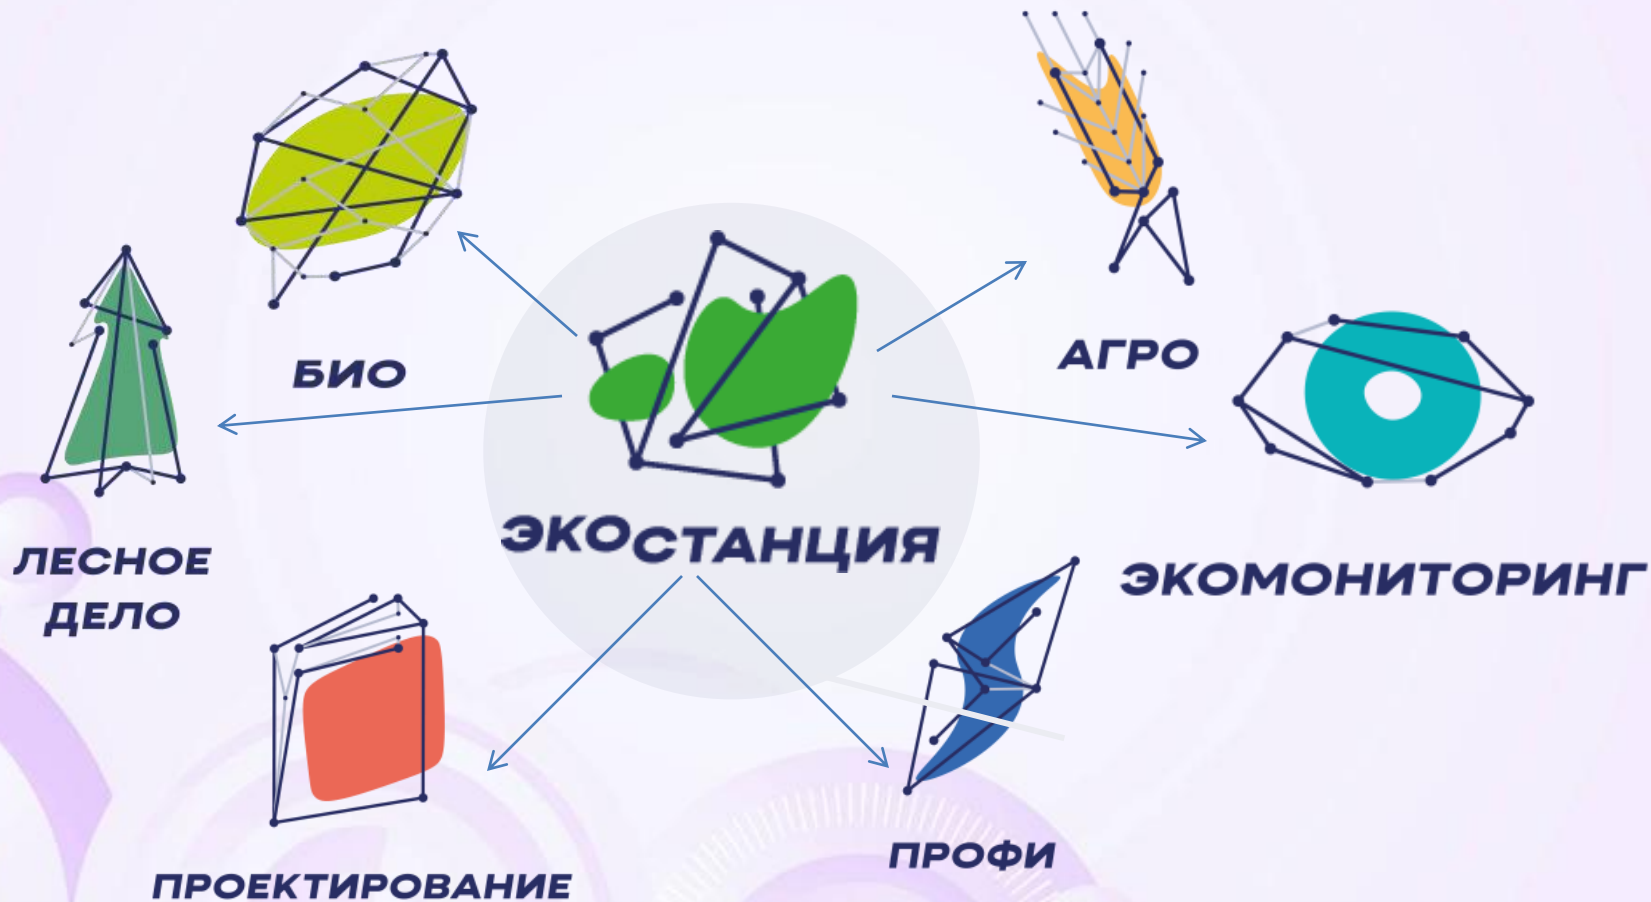 БИО
АГРО
ЭКОСТАНЦИЯ
ЛЕСНОЕ
ДЕЛО
ЭКОМОНИТОРИНГ
ПРОЕКТИРОВАНИЕ
ПРОФИ